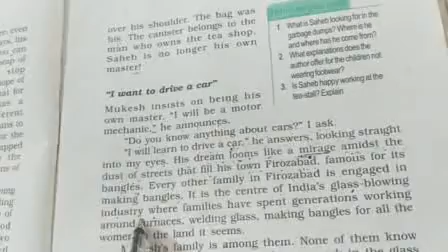 over his shoulder. The bag was
his. The canister belongs to the
man who owns the tea shop.
Saheb is no longer his own
master!
1. What is Saheb looking for in the
garbage dumps? Where is he
and where has he come from?
2. What explanations does the
author offer for the children not
wearing footwear?
3. Is Saheb happy working at the
tea-stall? Explain.
"I want to drive a car"
Mukesh insists on being his
own master. "I will be a motor
mechanic," he announces.
"Do you know anything about cars?" I ask.
"I will learn to drive a car," he answers, looking straight
into my eyes. His dream looms like a mirage amidst the
dust of streets that fill his town Firozabad, famous for its
bangles. Every other family in Firozabad is engaged in
making bangles. It is the centre of India's glass-blowing
industry where families have spent generations working
around furnaces, welding glass, making bangles for all the
women in the land it seems.
family is among them. None of them know
in the glass